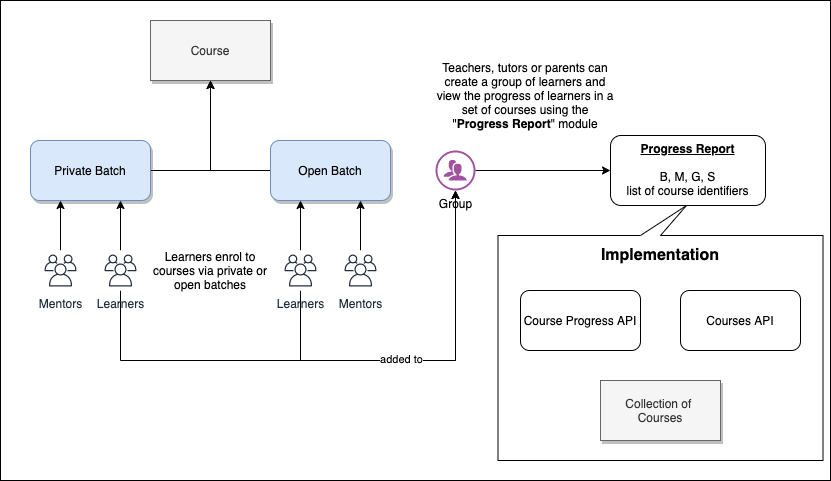 Course
Teachers, tutors or parents can
create a group of learners and
view the progress of learners in a
set of courses using the
"Progress Report" module
Private Batch
Open Batch
Group
Progress Report
B, M, G, S
list of course identifiers
Learners enrol to
courses via private or
open batches
Mentors
Learners
Learners
Mentors
added to
Implementation
Course Progress API
Courses API
Collection of
Courses